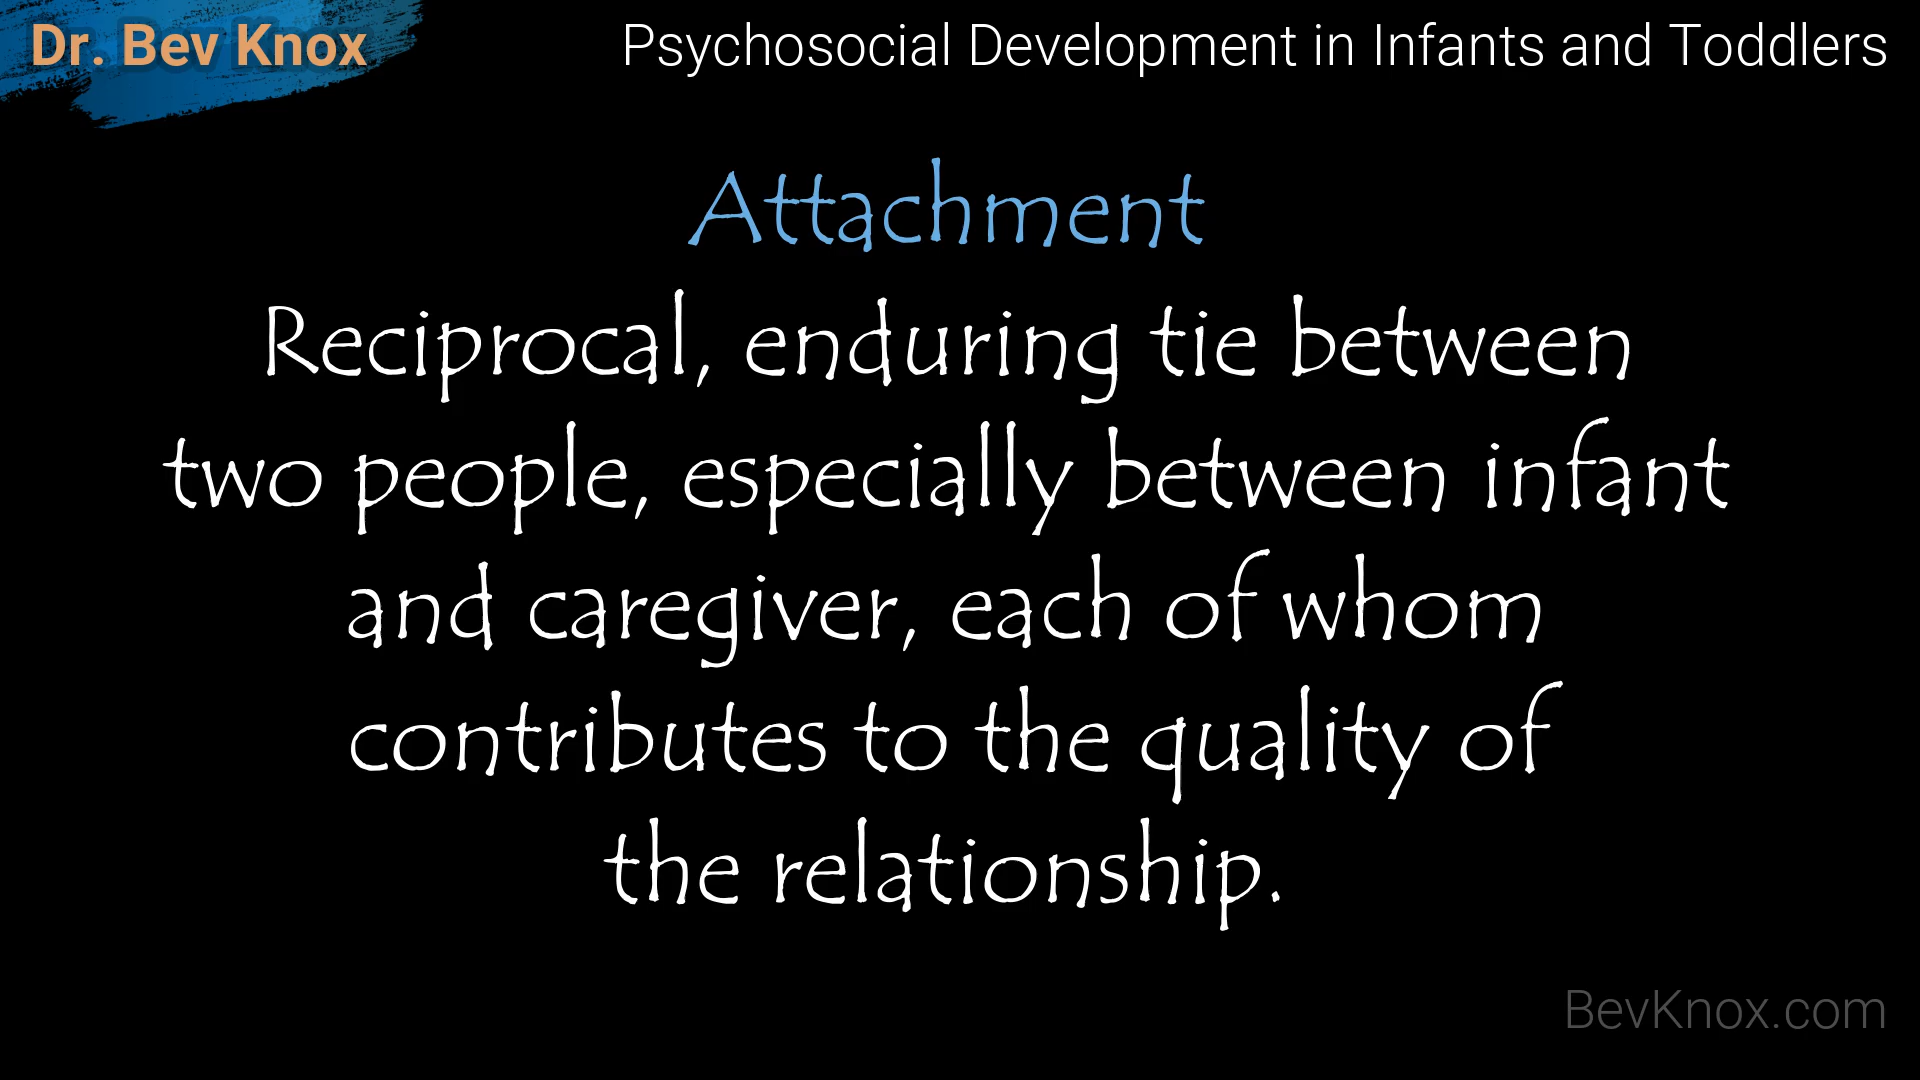 Dr. Bev Knox
Psychosocial Development in Infants and Toddlers
Attachment
Reciprocal, enduring tie between
two people, especially between infant
and caregiver, each of whom
contributes to the quality of
the relationship.
BevKnox.com